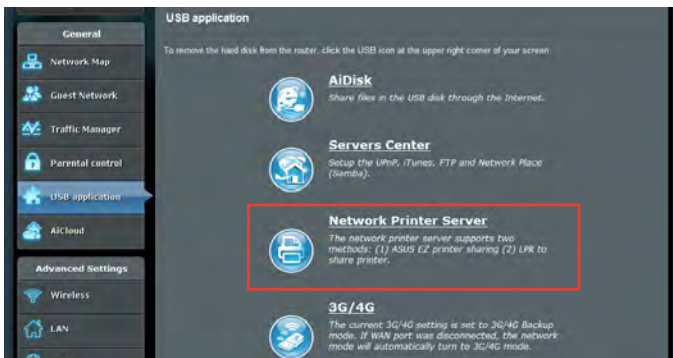 General
Network Map
Guest Network
Traffic Manager
Parental control
USB application
AiCloud
Advanced Settings
Wireless
LAN
USB application
To remove the hard disk from the router, click the USB icon at the upper right corner of your screen
AiDisk
Share files in the USB disk through the Internet.
Servers Center
Setup the UPnP, iTunes, FTP and Network Place
(Samba).
Network Printer Server
The network printer server supports two
methods: (1) ASUS EZ printer sharing (2) LPR to
share printer.
3G/4G
The current 3G/4G setting is set to 3G/4G Backup
mode. If WAN port was disconnected, the network
mode will automatically turn to 3G/4G mode.